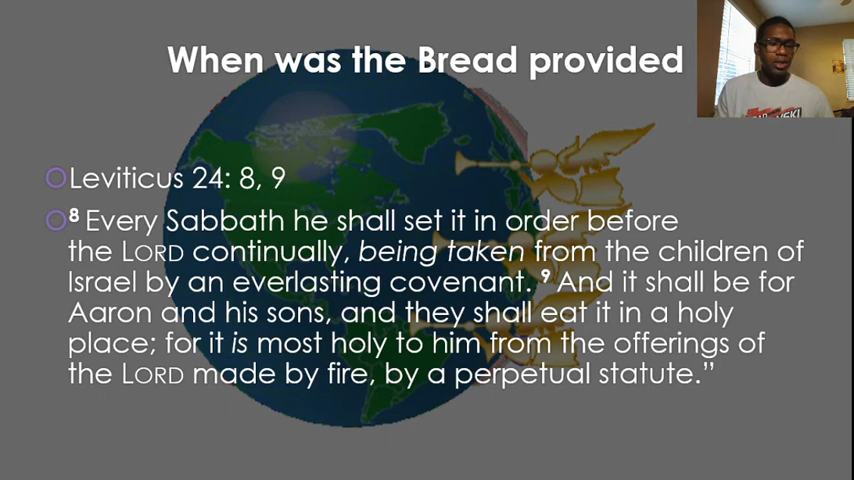 When was the Bread provided
Leviticus 24: 8, 9
8 Every Sabbath he shall set it in order before
the LORD continually, being taken from the children of
Israel by an everlasting covenant. 9 And it shall be for
Aaron and his sons, and they shall eat it in a holy
place; for it is most holy to him from the offerings of
the LORD made by fire, by a perpetual statute.”